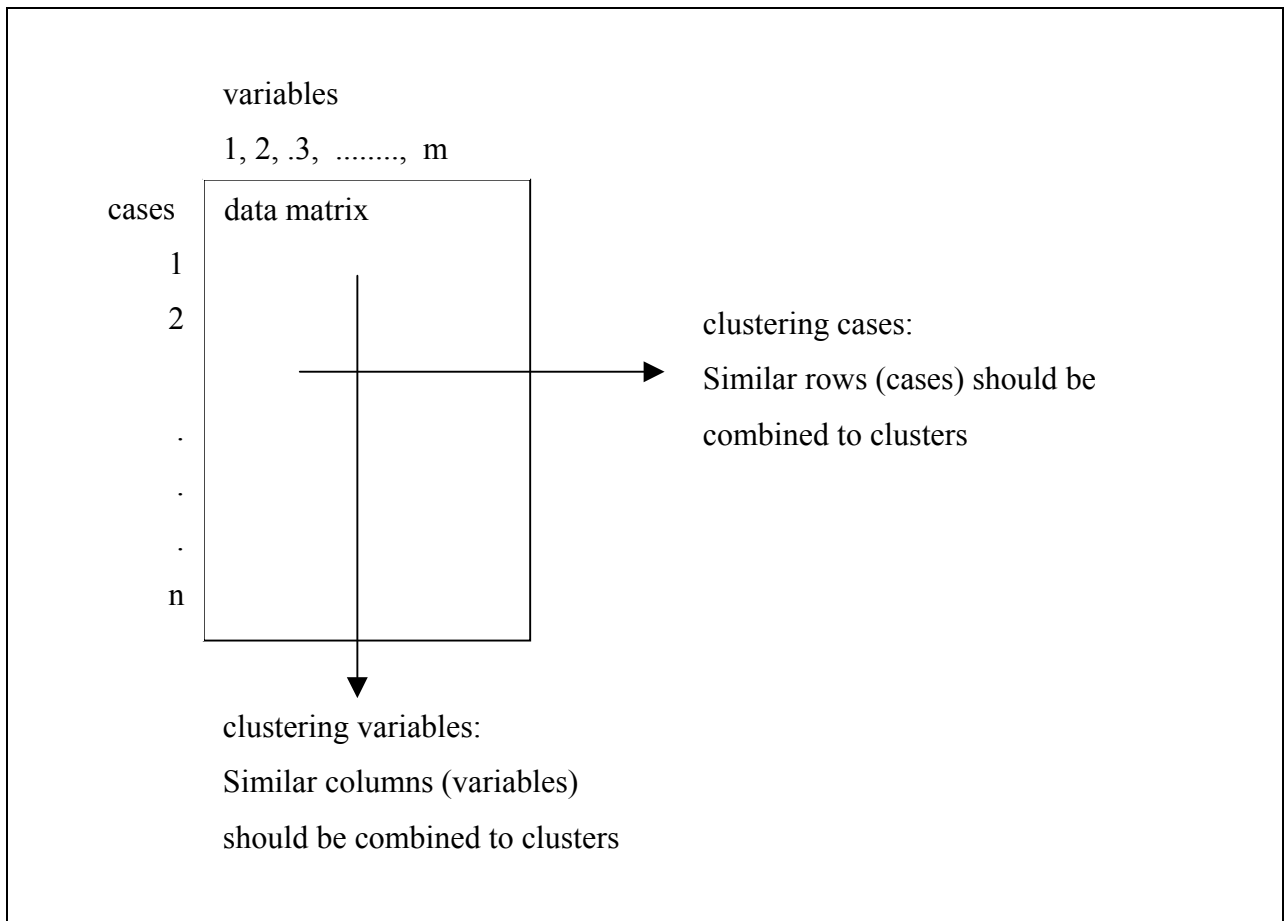 variables
1, 2, .3, ........, m
cases
data matrix
1
2
.
.
.
n
clustering cases:
Similar rows (cases) should be
combined to clusters
clustering variables:
Similar columns (variables)
should be combined to clusters